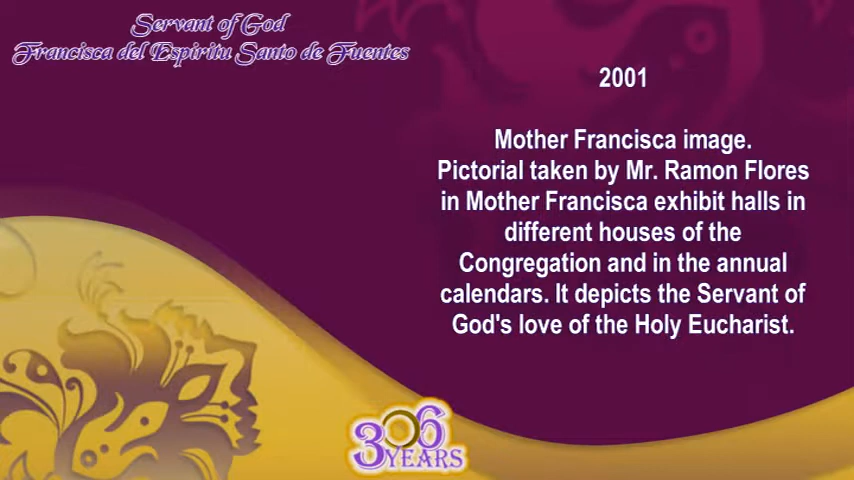 Servant of God
Francisca del Espiritu Santo de Fuentes
2001
Mother Francisca image.
Pictorial taken by Mr. Ramon Flores
in Mother Francisca exhibit halls in
different houses of the
Congregation and in the annual
calendars. It depicts the Servant of
God's love of the Holy Eucharist.
306
YEARS